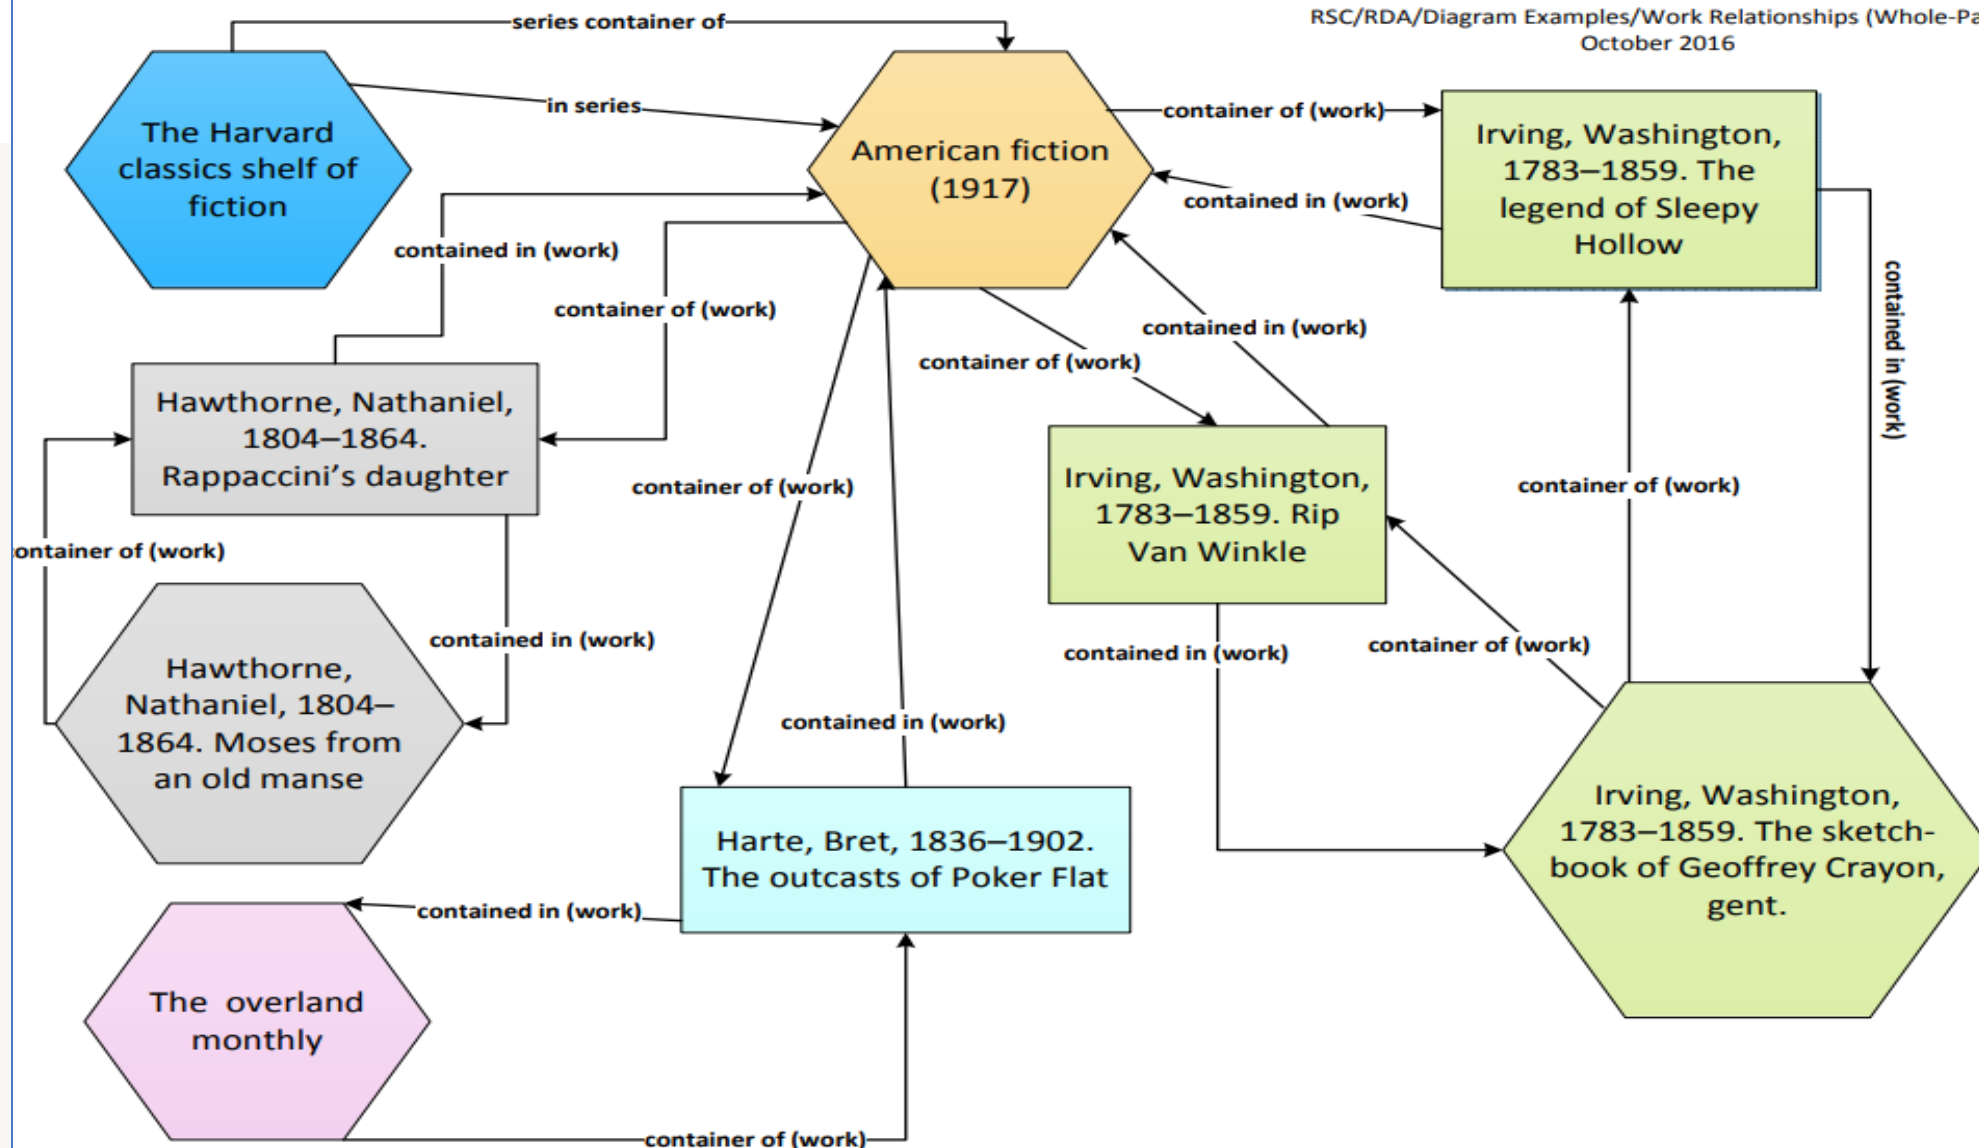 series container of
RSC/RDA/Diagram Examples/Work Relationships (Whole-Pa
October 2016
in series
The Harvard
classics shelf of
fiction
American fiction
(1917)
container of (work)
Irving, Washington,
1783–1859. The
legend of Sleepy
Hollow
contained in (work)
contained in (work)
container of (work)
contained in (work)
container of (work)
contained in (work)
Hawthorne, Nathaniel,
1804–1864.
Rappaccini's daughter
container of (work)
Irving, Washington,
1783–1859. Rip
Van Winkle
container of (work)
ontainer of (work)
contained in (work)
contained in (work)
container of (work)
Hawthorne,
Nathaniel, 1804–
1864. Moses from
an old manse
contained in (work)
Harte, Bret, 1836–1902.
The outcasts of Poker Flat
Irving, Washington,
1783–1859. The sketch-
book of Geoffrey Crayon,
gent.
contained in (work)
The overland
monthly
container of (work)